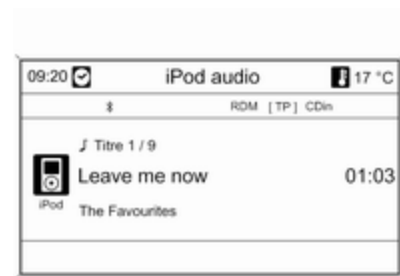 09:20 iPod audio 17 °C
RDM [TP] CDin
Titre 1 / 9
Leave me now 01:03
iPod
The Favourites